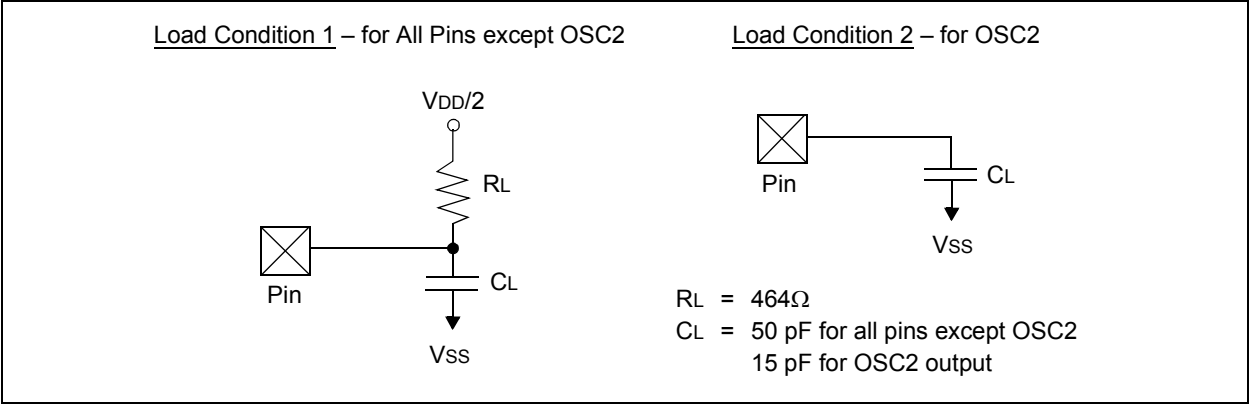 Load Condition 1 – for All Pins except OSC2
Load Condition 2 – for OSC2
VDD/2
RL
Pin
CL
VSS
Pin
CL
VSS
RL = 464Ω
CL = 50 pF for all pins except OSC2
15 pF for OSC2 output